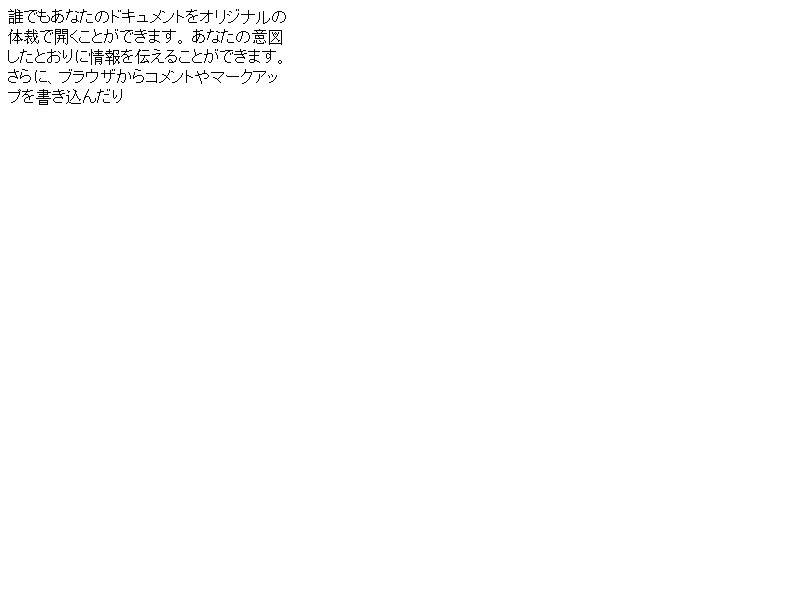 誰でもあなたのドキュメントをオリジナルの
体裁で開くことができます。あなたの意図
したとおりに情報を伝えることができます。
さらに、ブラウザからコメントやマークアッ
プを書き込んだり